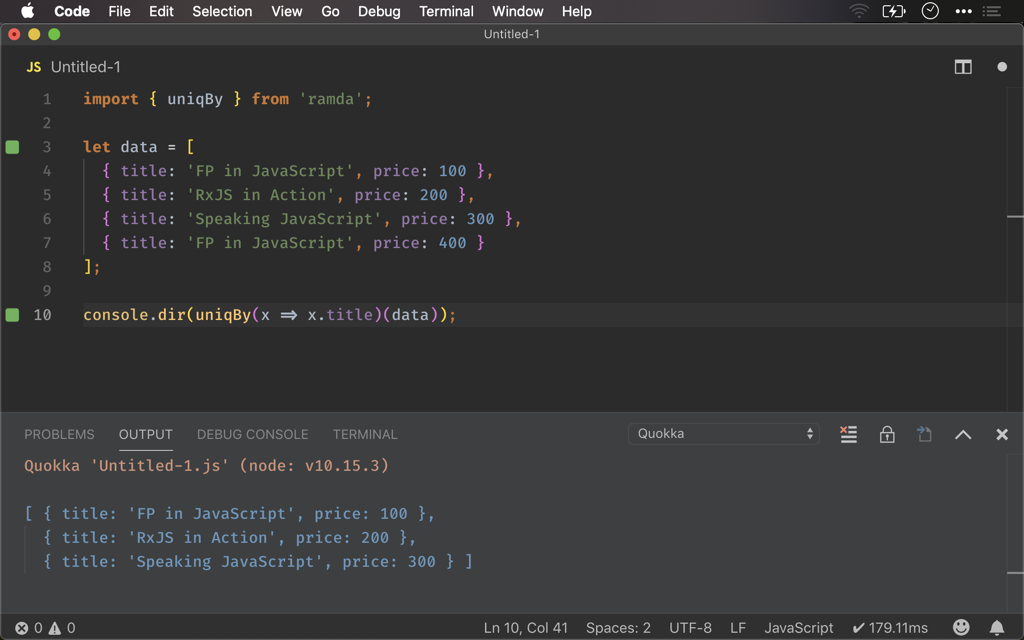 Code File Edit Selection View Go Debug Terminal Window Help
Untitled-1
JS Untitled-1
1 import { uniqBy } from 'ramda';
2
3 let data = [
4 { title: 'FP in JavaScript', price: 100 },
5 { title: 'RxJS in Action', price: 200 },
6 { title: 'Speaking JavaScript', price: 300 },
7 { title: 'FP in JavaScript', price: 400 }
8 ];
9
10 console.dir(uniqBy(x => x.title)(data));
PROBLEMS OUTPUT DEBUG CONSOLE TERMINAL Quokka
Quokka 'Untitled-1.js' (node: v10.15.3)
[ { title: 'FP in JavaScript', price: 100 },
{ title: 'RxJS in Action', price: 200 },
{ title: 'Speaking JavaScript', price: 300 } ]
0 0 Ln 10, Col 41 Spaces: 2 UTF-8 LF JavaScript ✔ 179.11ms